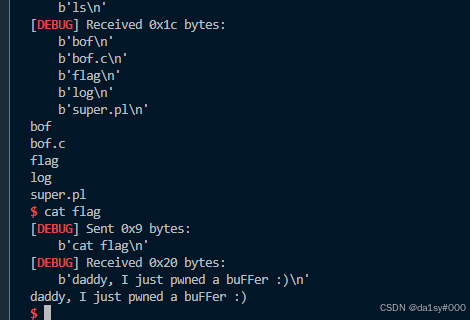 b'ls\n'
[DEBUG] Received 0x1c bytes:
b'bof\n'
b'bof.c\n'
b'flag\n'
b'log\n'
b'super.pl\n'
bof
bof.c
flag
log
super.pl
$ cat flag
[DEBUG] Sent 0x9 bytes:
b'cat flag\n'
[DEBUG] Received 0x20 bytes:
b'daddy, I just pwned a buFFer :)\n'
daddy, I just pwned a buFFer :)
$
CSDN @da1sy#000